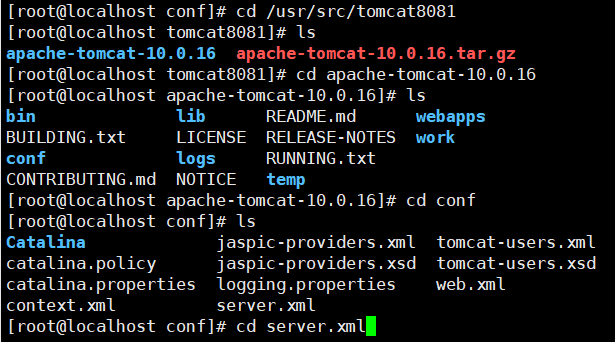 [root@localhost conf]# cd /usr/src/tomcat8081
[root@localhost tomcat8081]# ls
apache-tomcat-10.0.16  apache-tomcat-10.0.16.tar.gz
[root@localhost tomcat8081]# cd apache-tomcat-10.0.16
[root@localhost apache-tomcat-10.0.16]# ls
bin              lib      README.md      webapps
BUILDING.txt     LICENSE  RELEASE-NOTES  work
conf             logs     RUNNING.txt
CONTRIBUTING.md  NOTICE   temp
[root@localhost apache-tomcat-10.0.16]# cd conf
[root@localhost conf]# ls
Catalina             jaspic-providers.xml  tomcat-users.xml
catalina.policy      jaspic-providers.xsd  tomcat-users.xsd
catalina.properties  logging.properties    web.xml
context.xml          server.xml
[root@localhost conf]# cd server.xml